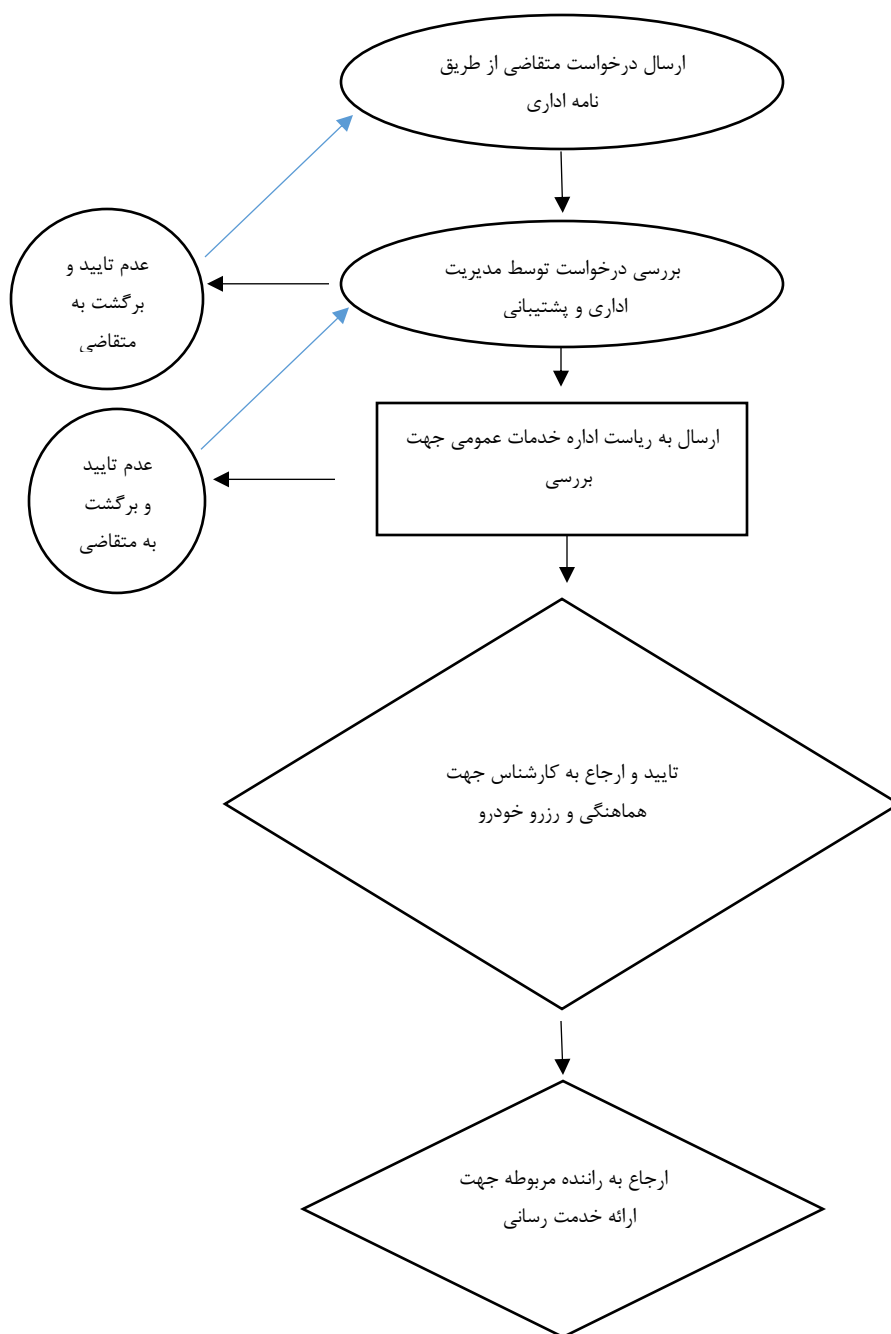 ارسال درخواست متقاضی از طریق
نامه اداری
بررسی درخواست توسط مدیریت
اداری و پشتیبانی
عدم تایید و
برگشت به
متقاضی
ارسال به ریاست اداره خدمات عمومی جهت
بررسی
عدم تایید
و برگشت
به متقاضی
تایید و ارجاع به کارشناس جهت
هماهنگی و رزرو خودرو
ارجاع به راننده مربوطه جهت
ارائه خدمت رسانی